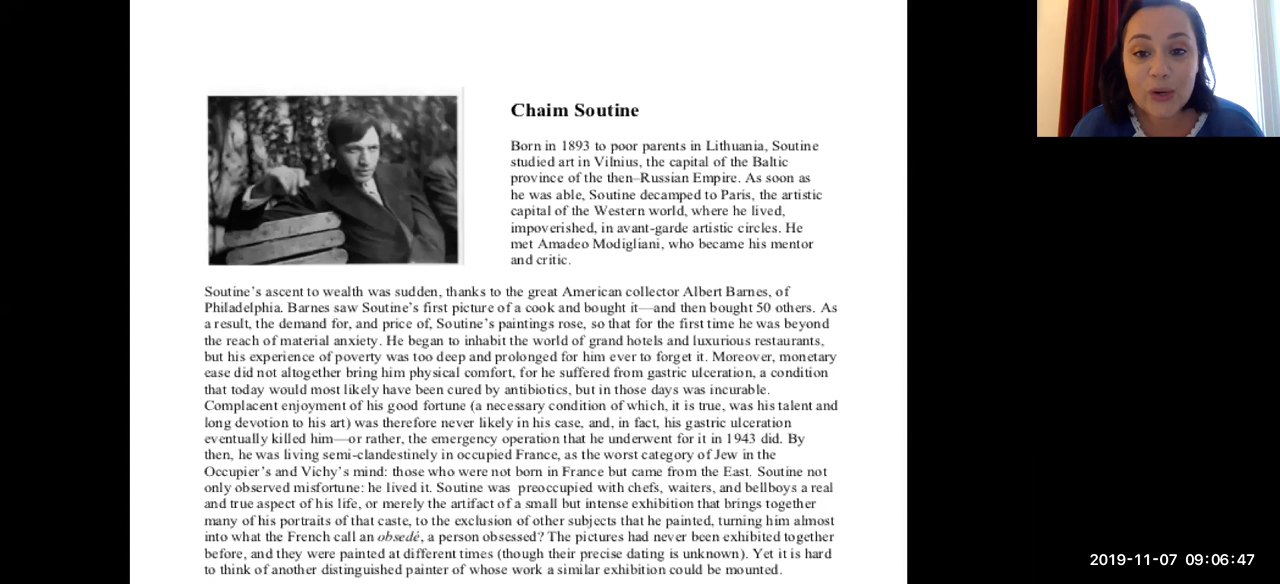 Chaim Soutine
Born in 1893 to poor parents in Lithuania, Soutine
studied art in Vilnius, the capital of the Baltic
province of the then–Russian Empire. As soon as
he was able, Soutine decamped to Paris, the artistic
capital of the Western world, where he lived,
impoverished, in avant-garde artistic circles. He
met Amadeo Modigliani, who became his mentor
and critic.
Soutine's ascent to wealth was sudden, thanks to the great American collector Albert Barnes, of
Philadelphia. Barnes saw Soutine's first picture of a cook and bought it—and then bought 50 others. As
a result, the demand for, and price of, Soutine's paintings rose, so that for the first time he was beyond
the reach of material anxiety. He began to inhabit the world of grand hotels and luxurious restaurants,
but his experience of poverty was too deep and prolonged for him ever to forget it. Moreover, monetary
ease did not altogether bring him physical comfort, for he suffered from gastric ulceration, a condition
that today would most likely have been cured by antibiotics, but in those days was incurable.
Complacent enjoyment of his good fortune (a necessary condition of which, it is true, was his talent and
long devotion to his art) was therefore never likely in his case, and, in fact, his gastric ulceration
eventually killed him—or rather, the emergency operation that he underwent for it in 1943 did. By
then, he was living semi-clandestinely in occupied France, as the worst category of Jew in the
Occupier's and Vichy's mind: those who were not born in France but came from the East. Soutine not
only observed misfortune: he lived it. Soutine was preoccupied with chefs, waiters, and bellboys a real
and true aspect of his life, or merely the artifact of a small but intense exhibition that brings together
many of his portraits of that caste, to the exclusion of other subjects that he painted, turning him almost
into what the French call an obsedé, a person obsessed? The pictures had never been exhibited together
before, and they were painted at different times (though their precise dating is unknown). Yet it is hard
to think of another distinguished painter of whose work a similar exhibition could be mounted.
2019-11-07 09:06:47